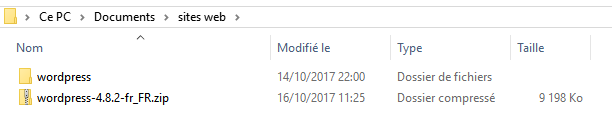 Ce PC > Documents > sites web >
Nom Modifié le Type Taille
wordpress 14/10/2017 22:00 Dossier de fichiers
wordpress-4.8.2-fr_FR.zip 16/10/2017 11:25 Dossier compressé 9 198 Ko